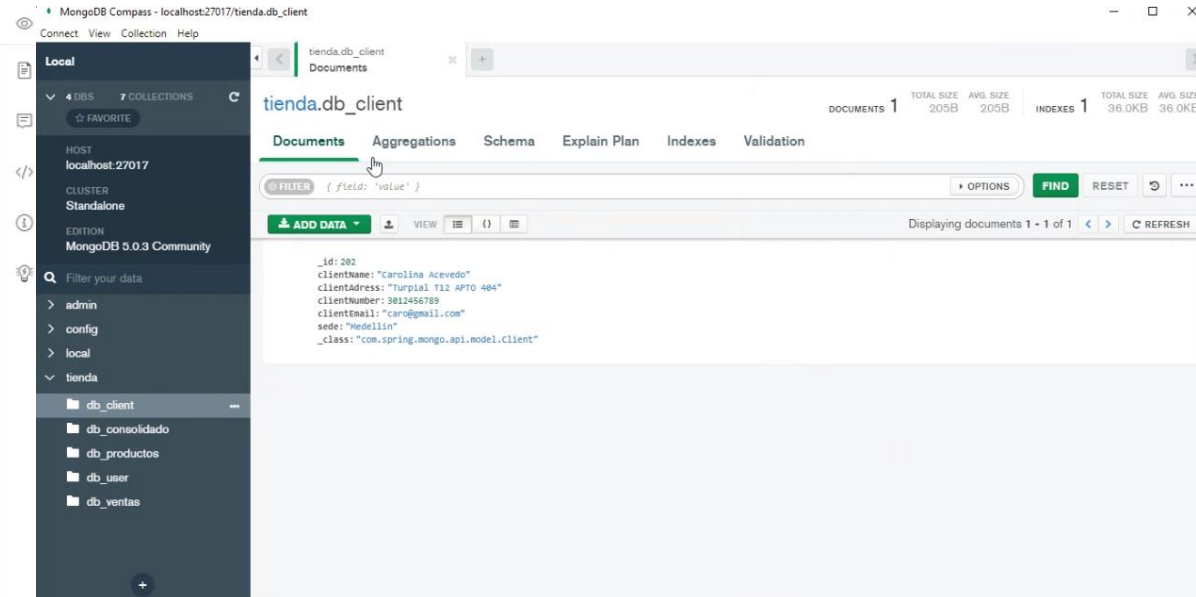 MongoDB Compass - localhost:27017/tienda.db_client
Connect View Collection Help
Local
4 DBS 7 COLLECTIONS
☆ FAVORITE
HOST
localhost:27017
CLUSTER
Standalone
EDITION
MongoDB 5.0.3 Community
Filter your data
admin
config
local
tienda
db_client
db_consolidado
db_productos
db_user
db_ventas
tienda.db_client
Documents
tienda.db_client
DOCUMENTS 1
TOTAL SIZE AVG. SIZE
205B 205B
INDEXES 1
TOTAL SIZE AVG. SIZE
36.0KB 36.0KB
Documents Aggregations Schema Explain Plan Indexes Validation
FILTER { field: 'value' }
OPTIONS FIND RESET
ADD DATA VIEW
Displaying documents 1 - 1 of 1
REFRESH
_id: 202
clientName: "Carolina Acevedo"
clientAdress: "Turpial T12 APTO 404"
clientNumber: 3012456789
clientEmail: "caro@gmail.com"
sede: "Medellin"
_class: "com.spring.mongo.api.model.Client"